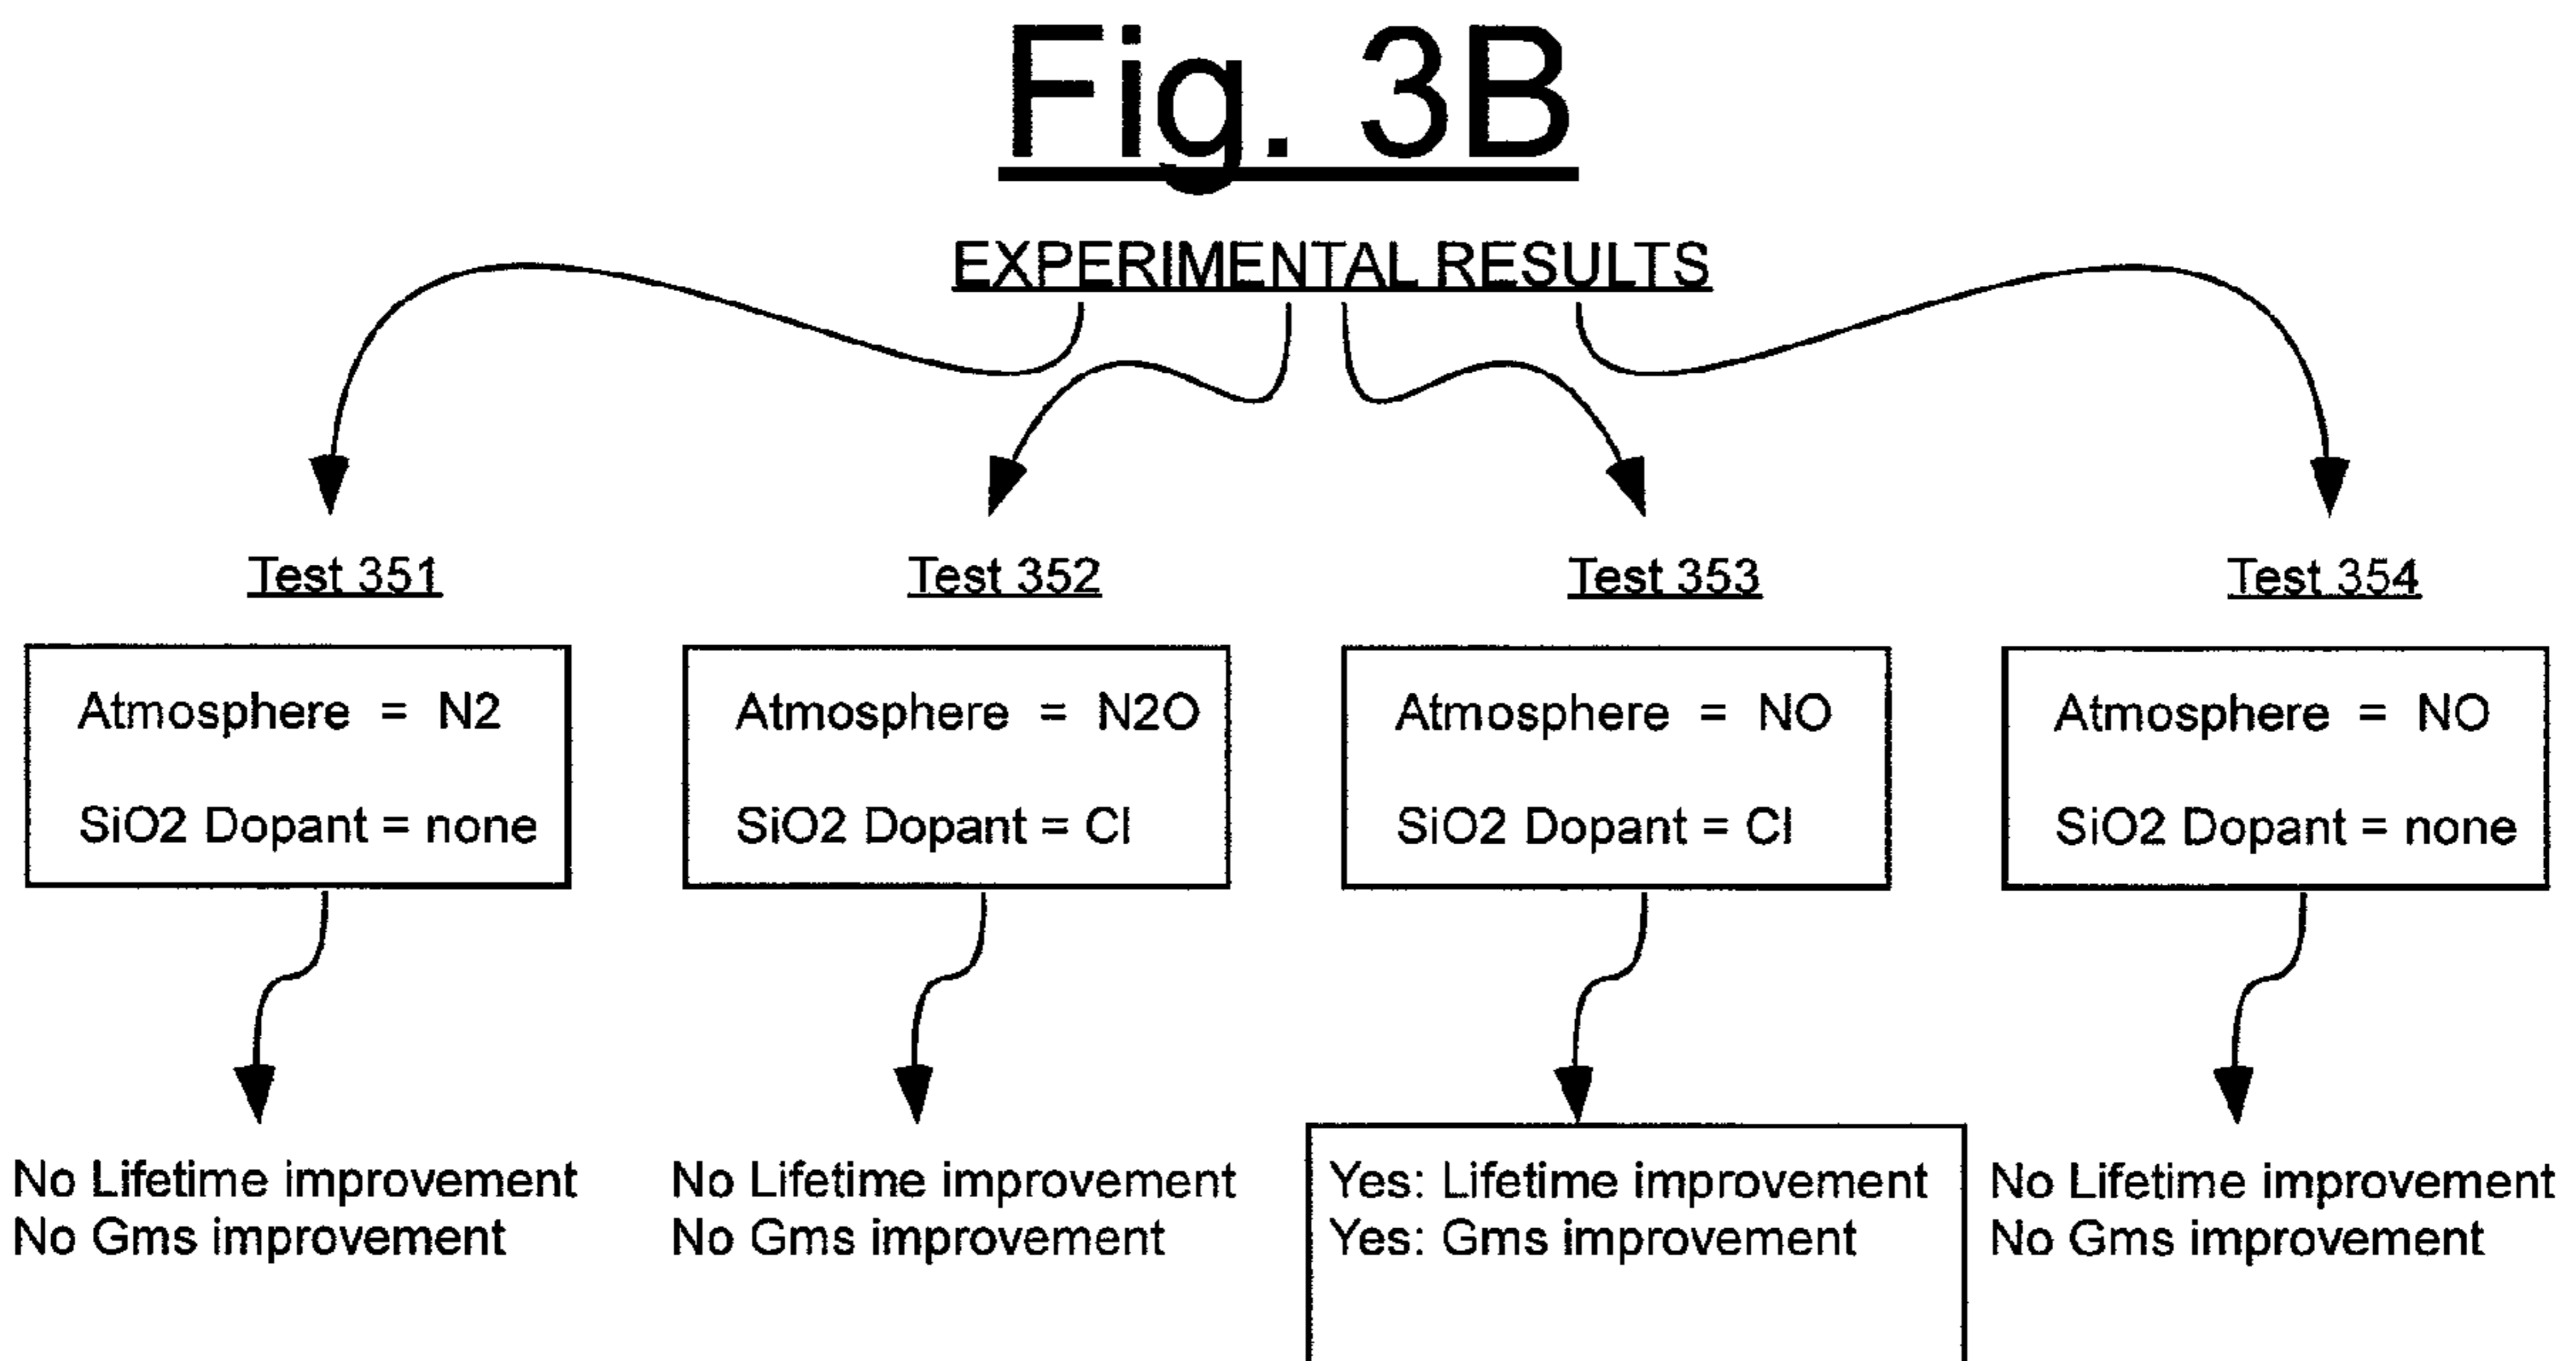 Fig. 3B
EXPERIMENTAL RESULTS
Test 351
Atmosphere = N2
SiO2 Dopant = none
No Lifetime improvement
No Gms improvement
Test 352
Atmosphere = N2O
SiO2 Dopant = Cl
No Lifetime improvement
No Gms improvement
Test 353
Atmosphere = NO
SiO2 Dopant = Cl
Yes: Lifetime improvement
Yes: Gms improvement
Test 354
Atmosphere = NO
SiO2 Dopant = none
No Lifetime improvement
No Gms improvement